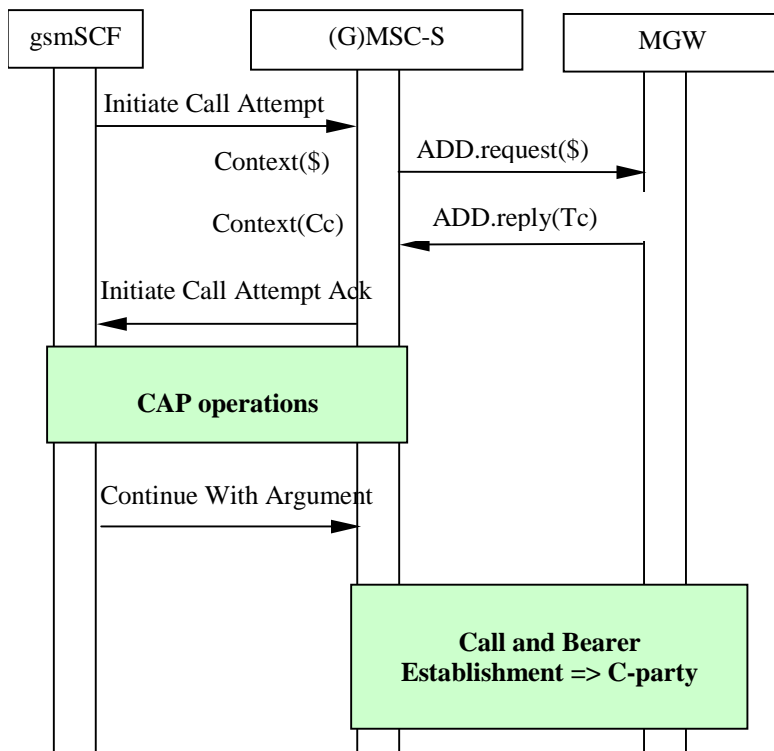 gsmSCF
(G)MSC-S
MGW
Initiate Call Attempt
Context($)
ADD.request($)
Context(Cc)
ADD.reply(Tc)
Initiate Call Attempt Ack
CAP operations
Continue With Argument
Call and Bearer
Establishment => C-party